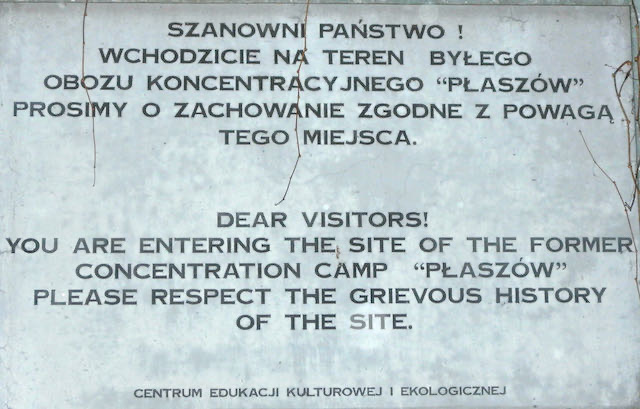 SZANOWNI PAŃSTWO !
WCHODZICIE NA TEREN BYŁEGO
OBOZU KONCENTRACYJNEGO "PŁASZÓW"
PROSIMY O ZACHOWANIE ZGODNE Z POWAGĄ
TEGO MIEJSCA.
DEAR VISITORS!
YOU ARE ENTERING THE SITE OF THE FORMER
CONCENTRATION CAMP "PŁASZÓW"
PLEASE RESPECT THE GRIEVOUS HISTORY
OF THE SITE.
CENTRUM EDUKACJI KULTUROWEJ I EKOLOGICZNEJ